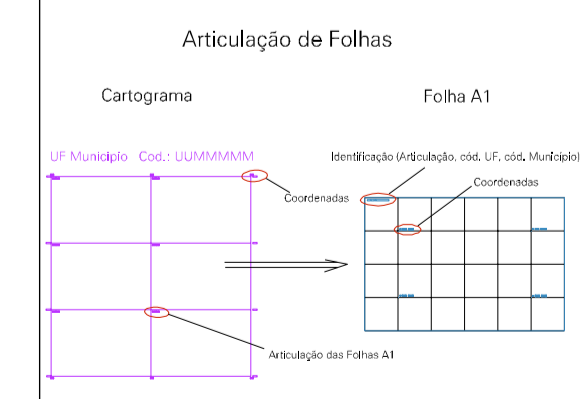 Articulação de Folhas
Cartograma
Folha A1
UF Municipio Cod.: UUMMMMM
Identificação (Articulação, cód. UF, cód. Município)
Coordenadas
Coordenadas
Articulação das Folhas A1